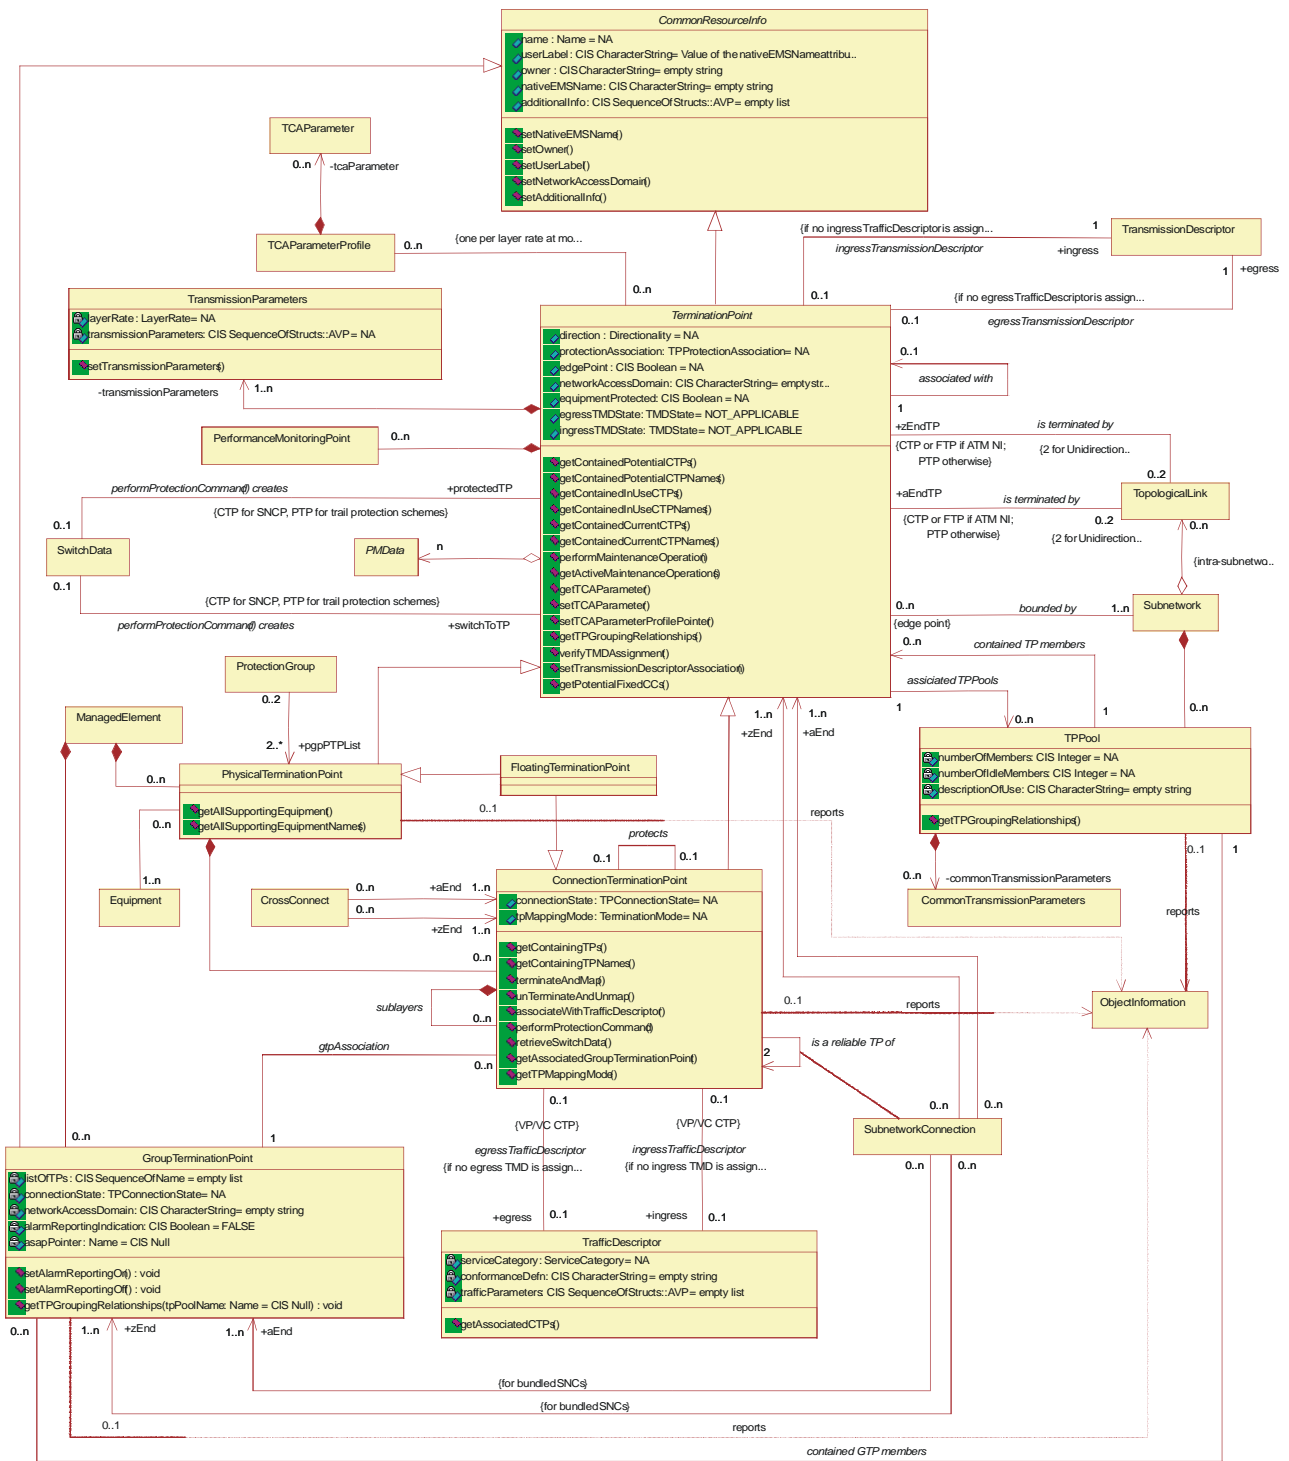 CommonResourceInfo
name : Name = NA
userLabel : CIS CharacterString= Value of the nativeEMSNameattribu..
owner : CIS CharacterString= empty string
nativeEMSName : CIS CharacterString= empty string
additionalInfo : CIS SequenceOfStructs::AVP= empty list
setNativeEMSName()
setOwner()
setUserLabel()
setNetworkAccessDomain()
setAdditionalInfo()
TCAParameter
0..n
-tcaParameter
TCAParameterProfile
0..n
{one per layer rate at mo...
0..n
{if no ingressTrafficDescriptor is assign...
1
ingressTransmissionDescriptor
+ingress
0..1
TransmissionDescriptor
1
+egress
{if no egressTrafficDescriptor is assign...
0..1
egressTransmissionDescriptor
TransmissionParameters
layerRate : LayerRate= NA
transmissionParameters : CIS SequenceOfStructs::AVP = NA
setTransmissionParameters()
-transmissionParameters
1..n
TerminationPoint
direction : Directionality = NA
protectionAssociation : TPProtectionAssociation= NA
edgePoint : CIS Boolean = NA
networkAccessDomain : CIS CharacterString= emptystr...
equipmentProtected : CIS Boolean = NA
egressTMDState : TMDState= NOT_APPLICABLE
ingressTMDState : TMDState= NOT_APPLICABLE
getContainedPotentialCTPs()
getContainedPotentialCTPNames()
getContainedInUseCTPs()
getContainedInUseCTPNames()
getContainedCurrentCTPs()
getContainedCurrentCTPNames()
performMaintenanceOperation()
getActiveMaintenanceOperations()
getTCAParameter()
setTCAParameter()
setTCAParameterProfilePointer()
getTPGroupingRelationships()
verifyTMDAssignment()
setTransmissionDescriptorAssociation()
getPotentialFixedCCs()
0..1
associated with
1
+zEndTP
is terminated by
{CTP or FTP if ATM NI;
PTP otherwise}
{2 for Unidirection..
0..2
+aEndTP
is terminated by
{CTP or FTP if ATM NI;
PTP otherwise}
0..2
{2 for Unidirection..
TopologicalLink
0..n
{intra-subnetwo..
PerformanceMonitoringPoint
0..n
performProtectionCommand() creates
+protectedTP
{CTP for SNCP, PTP for trail protection schemes}
0..1
SwitchData
0..1
PMData
n
{CTP for SNCP, PTP for trail protection schemes}
performProtectionCommand() creates
+switchToTP
0..n
{edge point}
bounded by
1..n
Subnetwork
contained TP members
0..n
assiciated TPPools
1
0..n
1
0..n
ProtectionGroup
0..2
2..*
+pgpPTPList
ManagedElement
0..n
PhysicalTerminationPoint
getAllSupportingEquipment()
getAllSupportingEquipmentNames()
0..n
1..n
Equipment
FloatingTerminationPoint
0..1
protects
0..1
0..1
1..n
+zEnd
1..n
+aEnd
reports
TPPool
numberOfMembers : CIS Integer = NA
numberOfIdleMembers : CIS Integer = NA
descriptionOfUse : CIS CharacterString= empty string
getTPGroupingRelationships()
0..1
1
0..n
-commonTransmissionParameters
CommonTransmissionParameters
reports
CrossConnect
0..n
+aEnd
1..n
0..n
+zEnd
1..n
0..n
ConnectionTerminationPoint
connectionState : TPConnectionState= NA
tpMappingMode : TerminationMode= NA
getContainingTPs()
getContainingTPNames()
terminateAndMap()
unTerminateAndUnmap()
associateWithTrafficDescriptor()
performProtectionCommand()
retrieveSwitchData()
getAssociatedGroupTerminationPoint()
getTPMappingMode()
sublayers
0..n
gtpAssociation
0..n
0..1
reports
ObjectInformation
2
is a reliable TP of
0..n
0..n
SubnetworkConnection
0..n
0..n
0..1
{VP/VC CTP}
egressTrafficDescriptor
{if no egress TMD is assign...
+egress
0..1
0..1
{VP/VC CTP}
ingressTrafficDescriptor
{if no ingress TMD is assign...
+ingress
0..1
0..n
1
GroupTerminationPoint
listOfTPs : CIS SequenceOfName = empty list
connectionState : TPConnectionState= NA
networkAccessDomain : CIS CharacterString= empty string
alarmReportingIndication : CIS Boolean = FALSE
asapPointer : Name = CIS Null
setAlarmReportingOn() : void
setAlarmReportingOff() : void
getTPGroupingRelationships(tpPoolName: Name = CIS Null) : void
TrafficDescriptor
serviceCategory : ServiceCategory= NA
conformanceDefn : CIS CharacterString= empty string
trafficParameters : CIS SequenceOfStructs::AVP= empty list
getAssociatedCTPs()
0..n
1..n
+zEnd
1..n
+aEnd
{for bundledSNCs}
{for bundledSNCs}
0..1
reports
contained GTP members